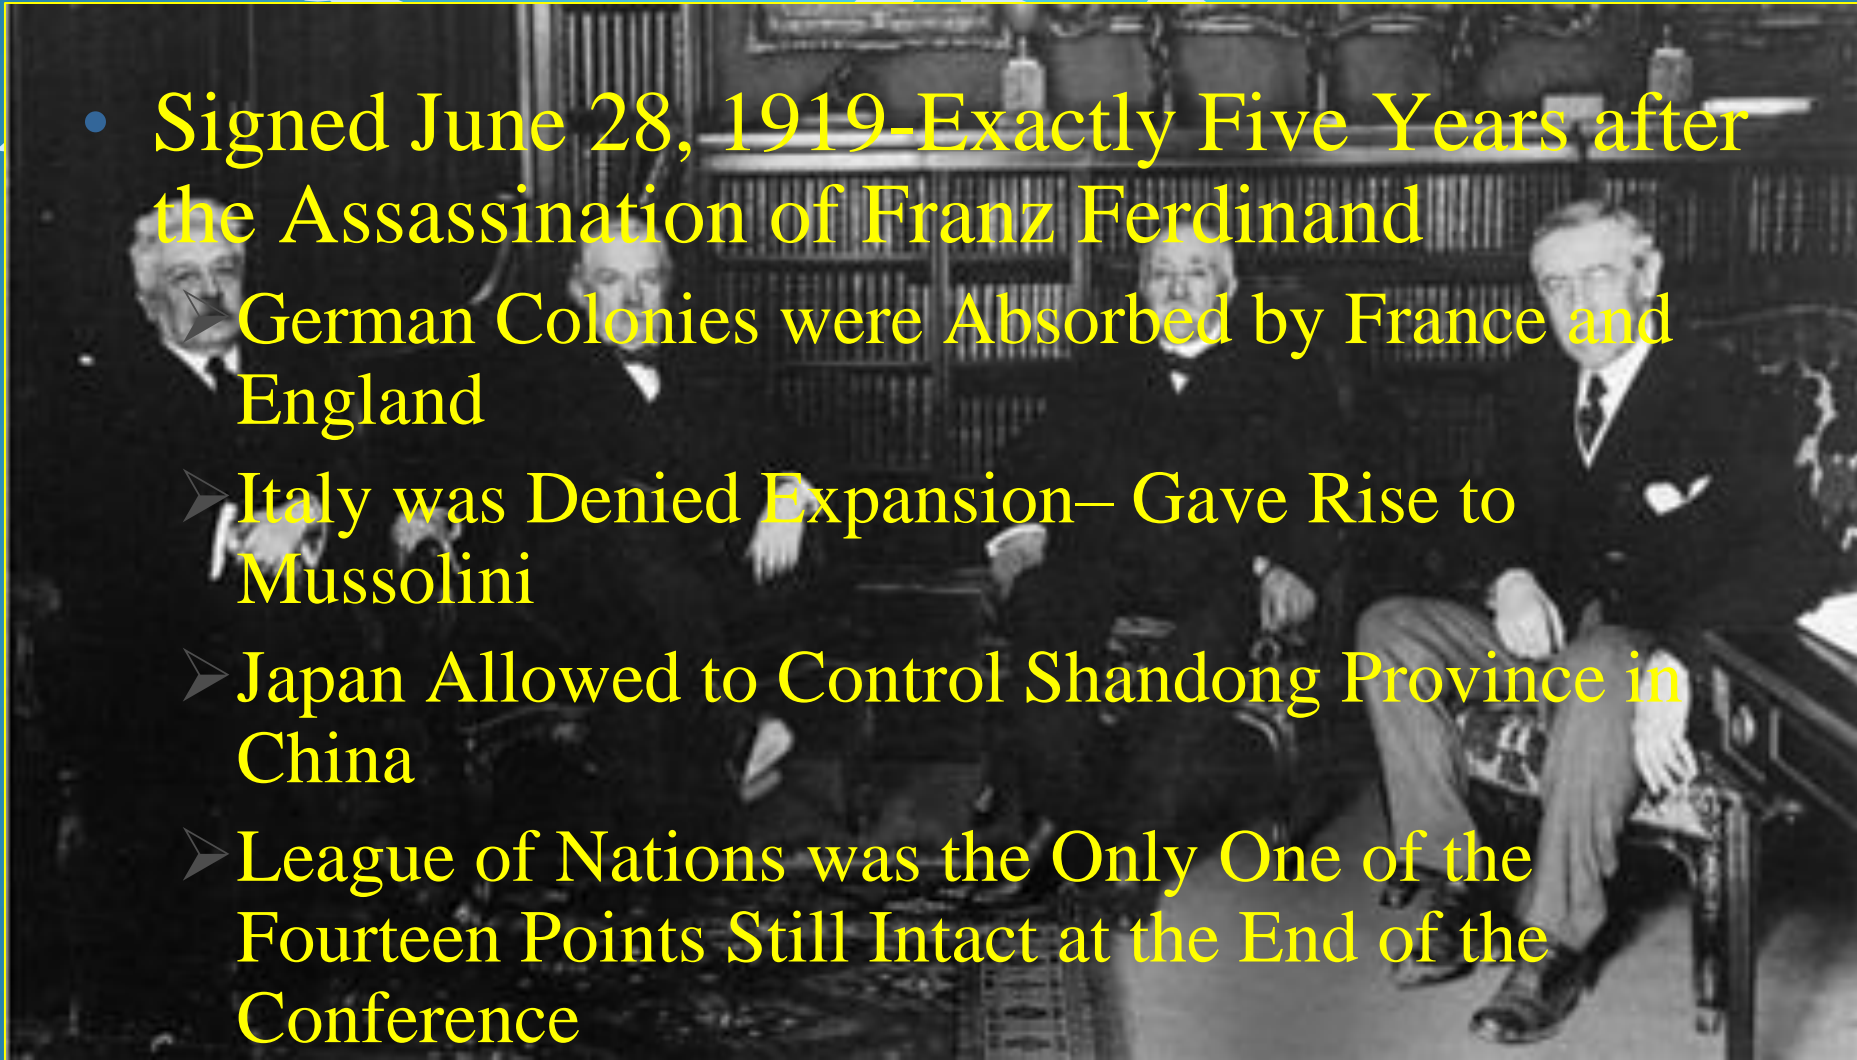 • Signed June 28, 1919-Exactly Five Years after
the Assassination of Franz Ferdinand
➢ German Colonies were Absorbed by France and
England
➢ Italy was Denied Expansion– Gave Rise to
Mussolini
➢ Japan Allowed to Control Shandong Province in
China
➢ League of Nations was the Only One of the
Fourteen Points Still Intact at the End of the
Conference